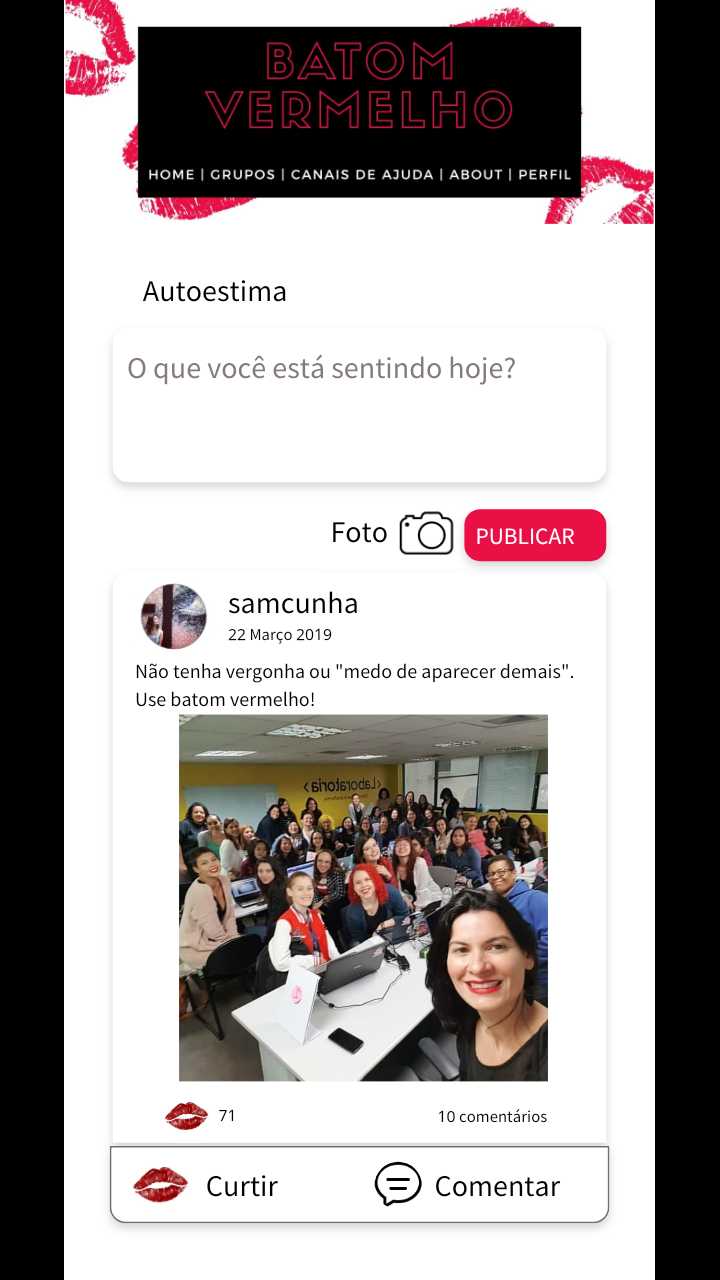 BATOM
VERMELHO
HOME | GRUPOS | CANAIS DE AJUDA | ABOUT | PERFIL
Autoestima
O que você está sentindo hoje?
Foto
PUBLICAR
samcunha
22 Março 2019
Não tenha vergonha ou "medo de aparecer demais".
Use batom vermelho!
<Laboratoria>
71
10 comentários
Curtir
Comentar